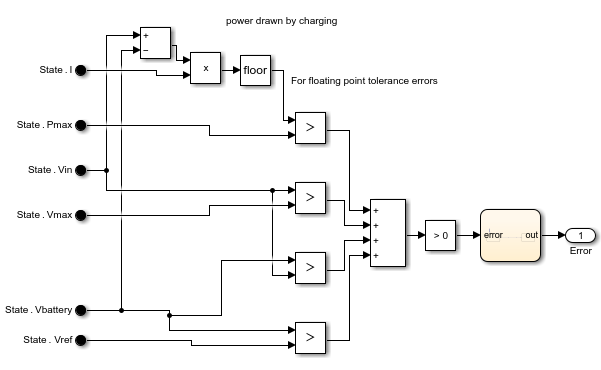 power drawn by charging
+
−
State . I
x
floor
For floating point tolerance errors
State . Pmax
>
State . Vin
State . Vmax
>
+
+
+
+
> 0
error
out
1
Error
>
State . Vbattery
State . Vref
>